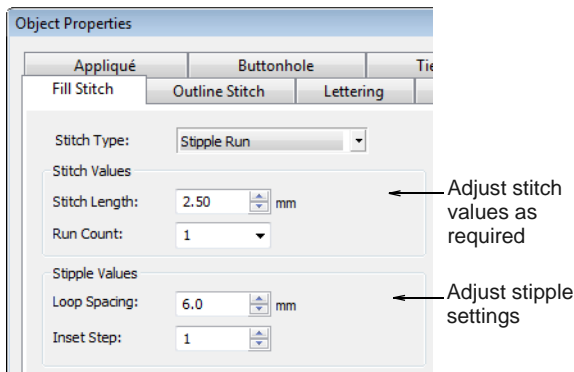 Object Properties
Appliqué Buttonhole
Fill Stitch Outline Stitch Lettering
Stitch Type: Stipple Run
Stitch Values
Stitch Length: 2.50 mm
Run Count: 1
Adjust stitch
values as
required
Stipple Values
Loop Spacing: 6.0 mm
Inset Step: 1
Adjust stipple
settings